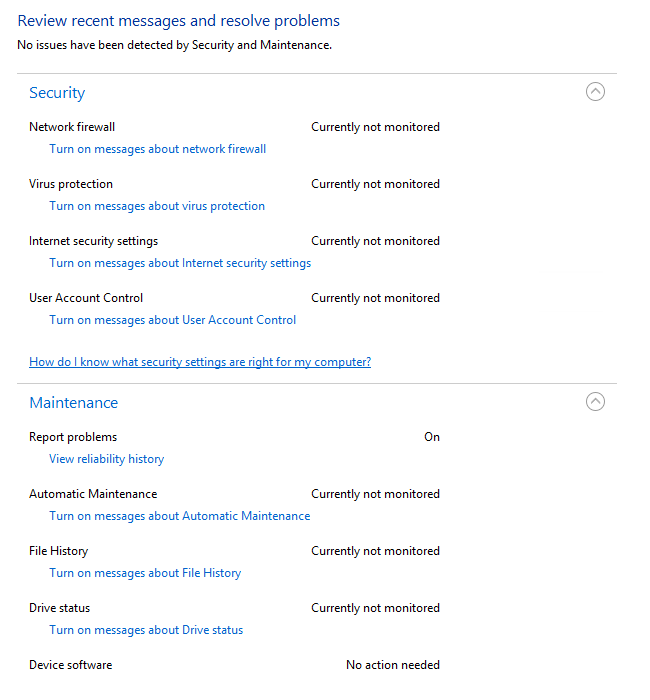 Review recent messages and resolve problems
No issues have been detected by Security and Maintenance.
Security
Network firewall Currently not monitored
Turn on messages about network firewall
Virus protection Currently not monitored
Turn on messages about virus protection
Internet security settings Currently not monitored
Turn on messages about Internet security settings
User Account Control Currently not monitored
Turn on messages about User Account Control
How do I know what security settings are right for my computer?
Maintenance
Report problems On
View reliability history
Automatic Maintenance Currently not monitored
Turn on messages about Automatic Maintenance
File History Currently not monitored
Turn on messages about File History
Drive status Currently not monitored
Turn on messages about Drive status
Device software No action needed